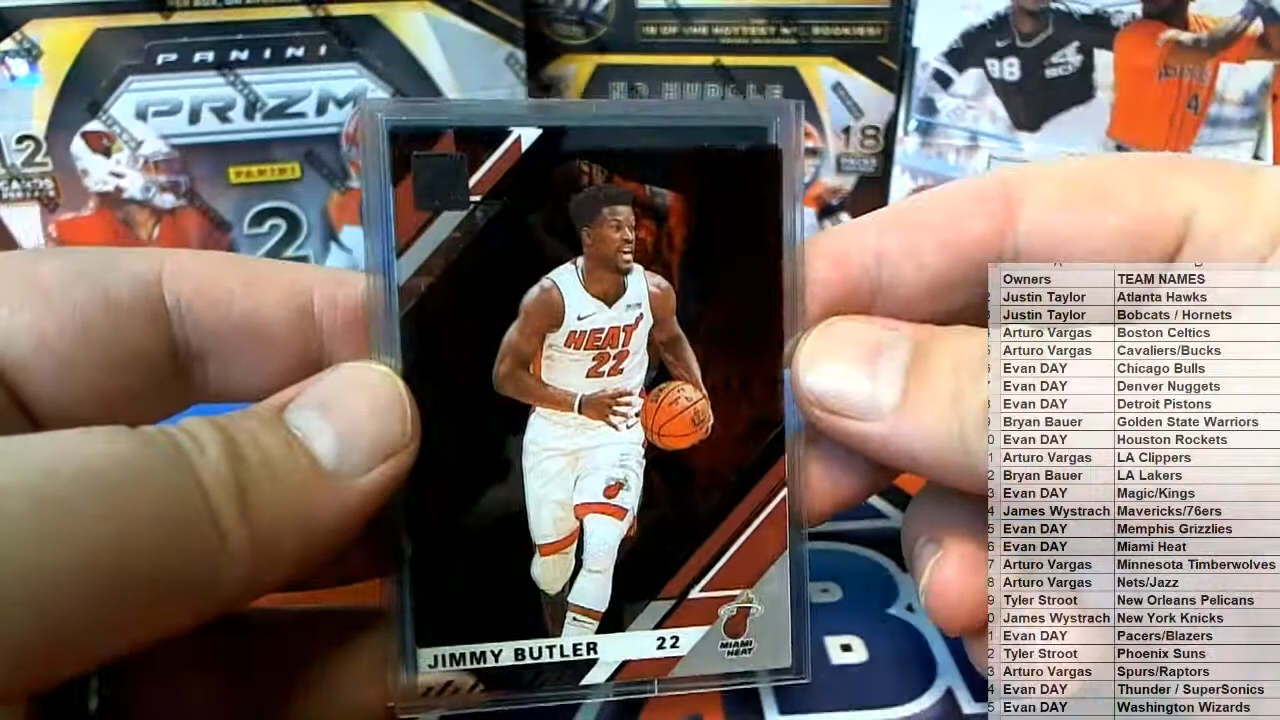 PANINI
PRIZM
12
PANINI
2
NO HUDDLE
18
98
4
HEAT
22
JIMMY BUTLER 22
MIAMI
HEAT
B
D
Owners TEAM NAMES
Justin Taylor Atlanta Hawks
Justin Taylor Bobcats / Hornets
Arturo Vargas Boston Celtics
Arturo Vargas Cavaliers/Bucks
Evan DAY Chicago Bulls
Evan DAY Denver Nuggets
Evan DAY Detroit Pistons
Bryan Bauer Golden State Warriors
Evan DAY Houston Rockets
Arturo Vargas LA Clippers
Bryan Bauer LA Lakers
Evan DAY Magic/Kings
James Wystrach Mavericks/76ers
Evan DAY Memphis Grizzlies
Evan DAY Miami Heat
Arturo Vargas Minnesota Timberwolves
Arturo Vargas Nets/Jazz
Tyler Stroot New Orleans Pelicans
James Wystrach New York Knicks
Evan DAY Pacers/Blazers
Tyler Stroot Phoenix Suns
Arturo Vargas Spurs/Raptors
Evan DAY Thunder / SuperSonics
Evan DAY Washington Wizards